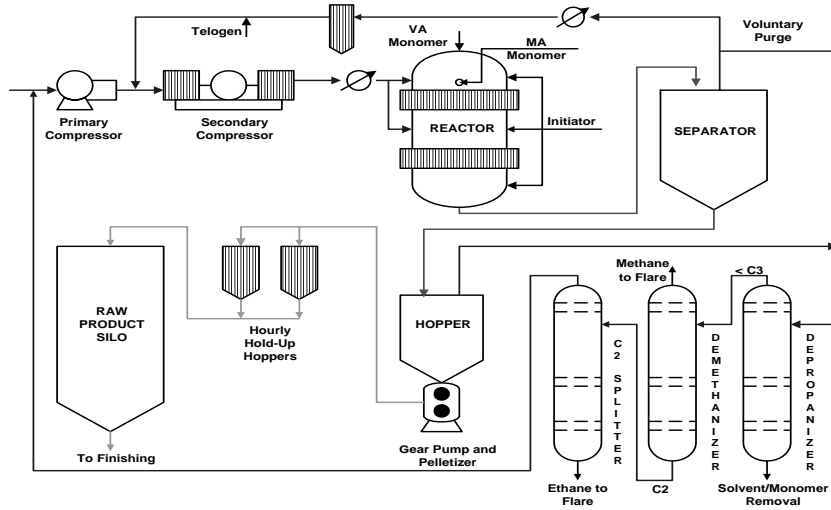 VA
Monomer
MA
Monomer
Voluntary
Purge
Telogen
Primary
Compressor
Secondary
Compressor
REACTOR
Initiator
SEPARATOR
RAW
PRODUCT
SILO
Hourly
Hold-Up
Hoppers
HOPPER
Methane
to Flare
< C3
C2 SPLITTER
DEMETHANIZER
DEPROPANIZER
To Finishing
Gear Pump and
Pelletizer
Ethane to
Flare
C2
Solvent/Monomer
Removal